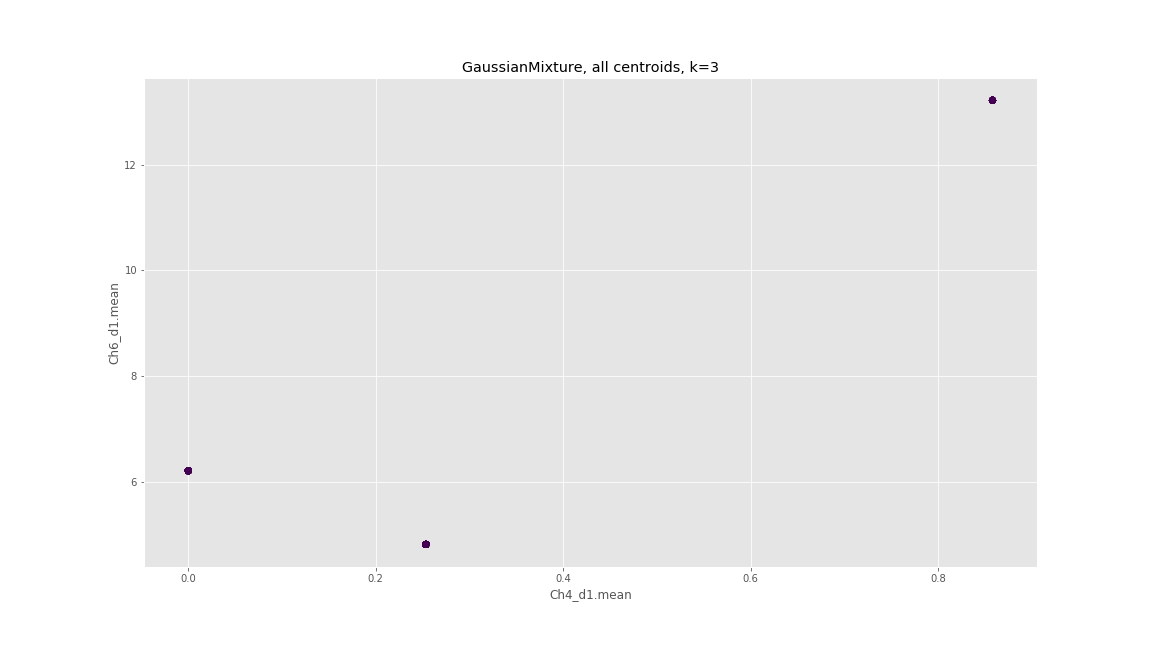 GaussianMixture, all centroids, k=3
12
10
8
6
Ch6_d1.mean
0.0 0.2 0.4 0.6 0.8
Ch4_d1.mean